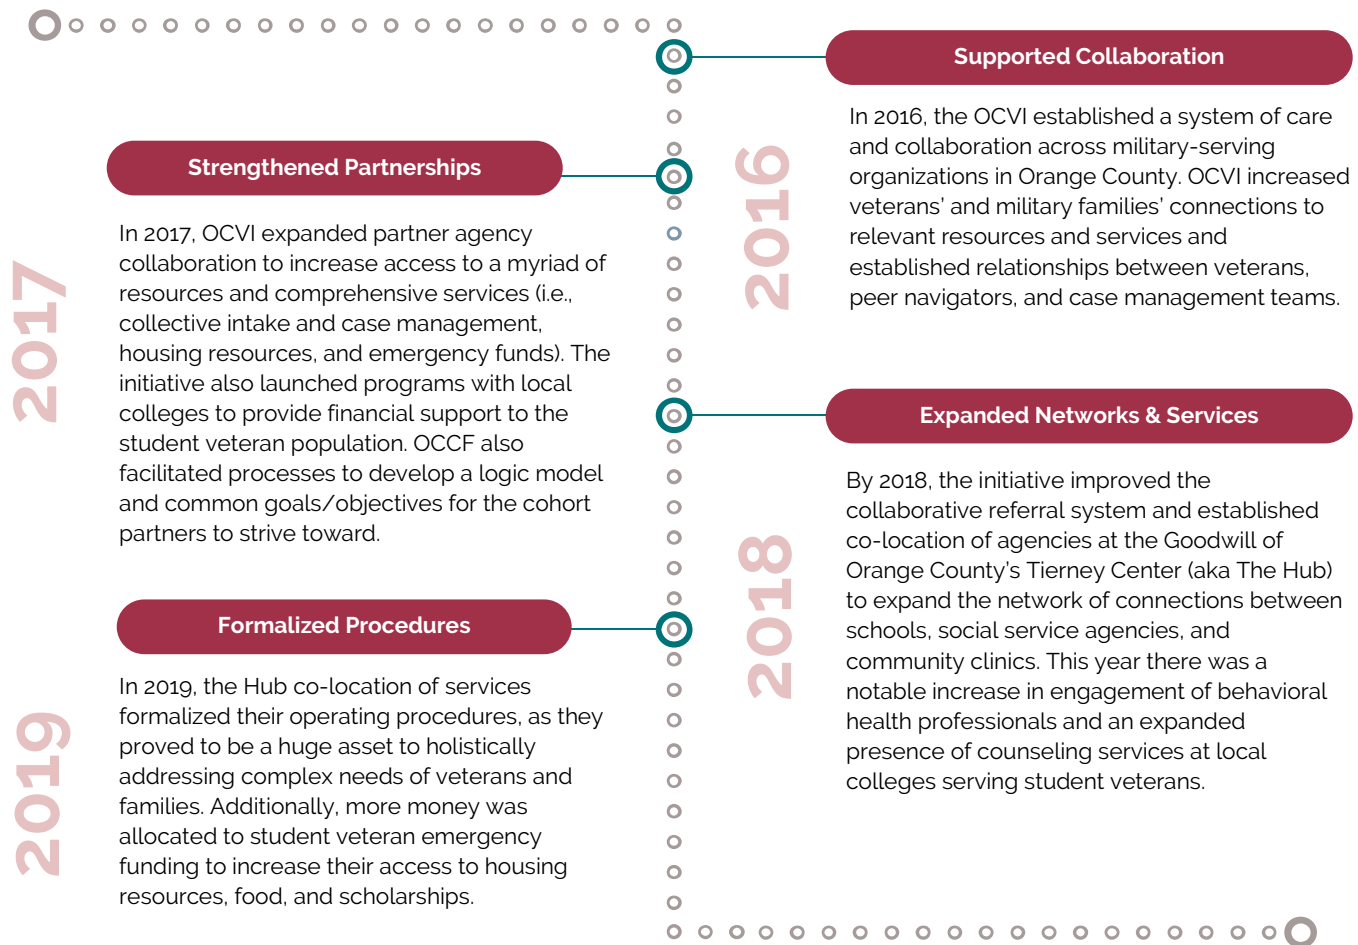 Supported Collaboration
2016
In 2016, the OCVI established a system of care
and collaboration across military-serving
organizations in Orange County. OCVI increased
veterans’ and military families’ connections to
relevant resources and services and
established relationships between veterans,
peer navigators, and case management teams.
Strengthened Partnerships
2017
In 2017, OCVI expanded partner agency
collaboration to increase access to a myriad of
resources and comprehensive services (i.e.,
collective intake and case management,
housing resources, and emergency funds). The
initiative also launched programs with local
colleges to provide financial support to the
student veteran population. OCCF also
facilitated processes to develop a logic model
and common goals/objectives for the cohort
partners to strive toward.
Expanded Networks & Services
2018
By 2018, the initiative improved the
collaborative referral system and established
co-location of agencies at the Goodwill of
Orange County’s Tierney Center (aka The Hub)
to expand the network of connections between
schools, social service agencies, and
community clinics. This year there was a
notable increase in engagement of behavioral
health professionals and an expanded
presence of counseling services at local
colleges serving student veterans.
Formalized Procedures
2019
In 2019, the Hub co-location of services
formalized their operating procedures, as they
proved to be a huge asset to holistically
addressing complex needs of veterans and
families. Additionally, more money was
allocated to student veteran emergency
funding to increase their access to housing
resources, food, and scholarships.